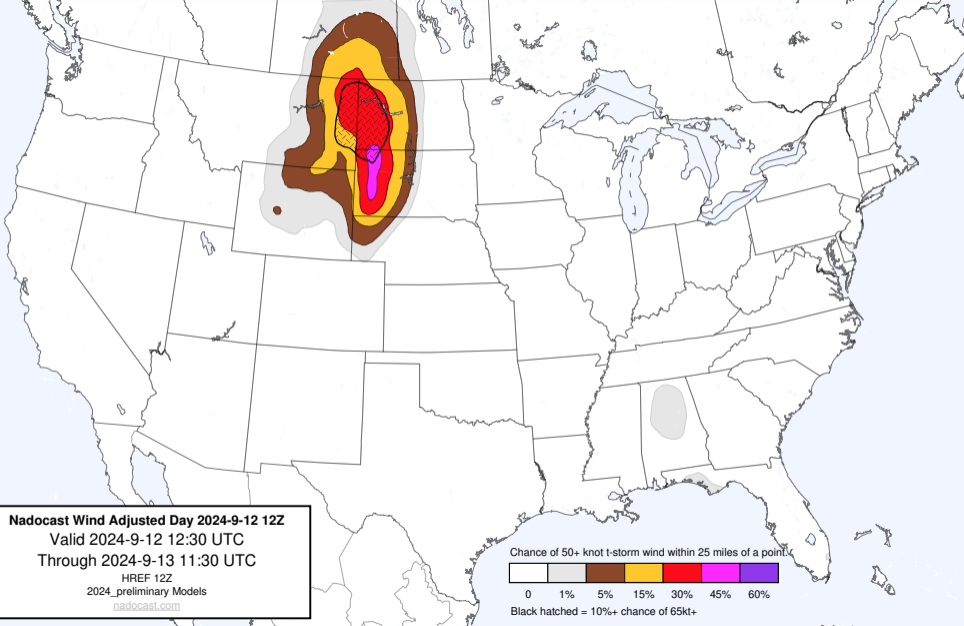 Nadocast Wind Adjusted Day 2024-9-12 12Z
Valid 2024-9-12 12:30 UTC
Through 2024-9-13 11:30 UTC
HREF 12Z
2024_preliminary Models
nadocast.com
Chance of 50+ knot t-storm wind within 25 miles of a point.
0 1% 5% 15% 30% 45% 60%
Black hatched = 10%+ chance of 65kt+